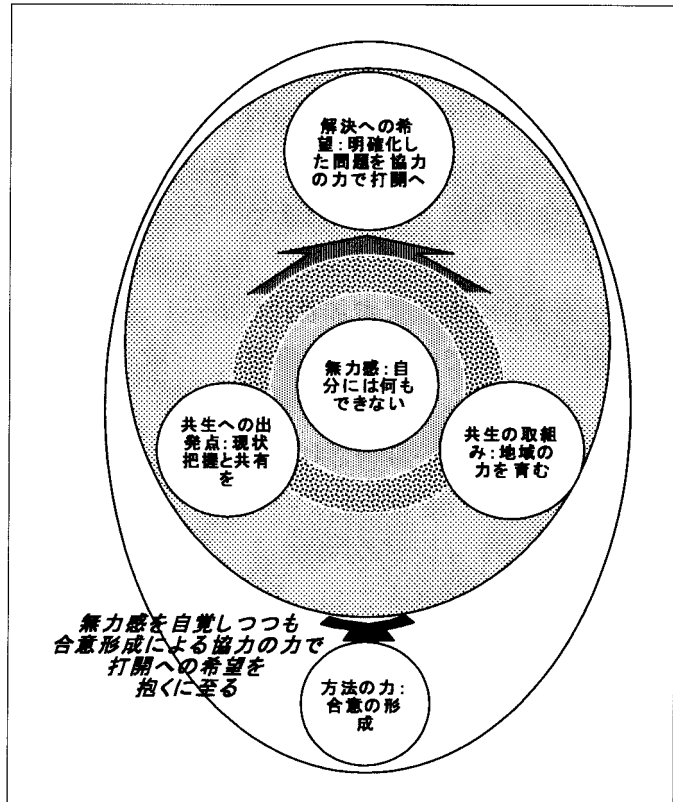 解決への希
望:明確化し
た問題を協力
の力で打開へ
無力感:自
分には何も
できない
共生への出
発点:現状
把握と共有
を
共生の取組
み:地域の
力を育む
無力感を自覚しつつも
合意形成による協力の力で
打開への希望を
抱くに至る
方法の力:
合意の形
成